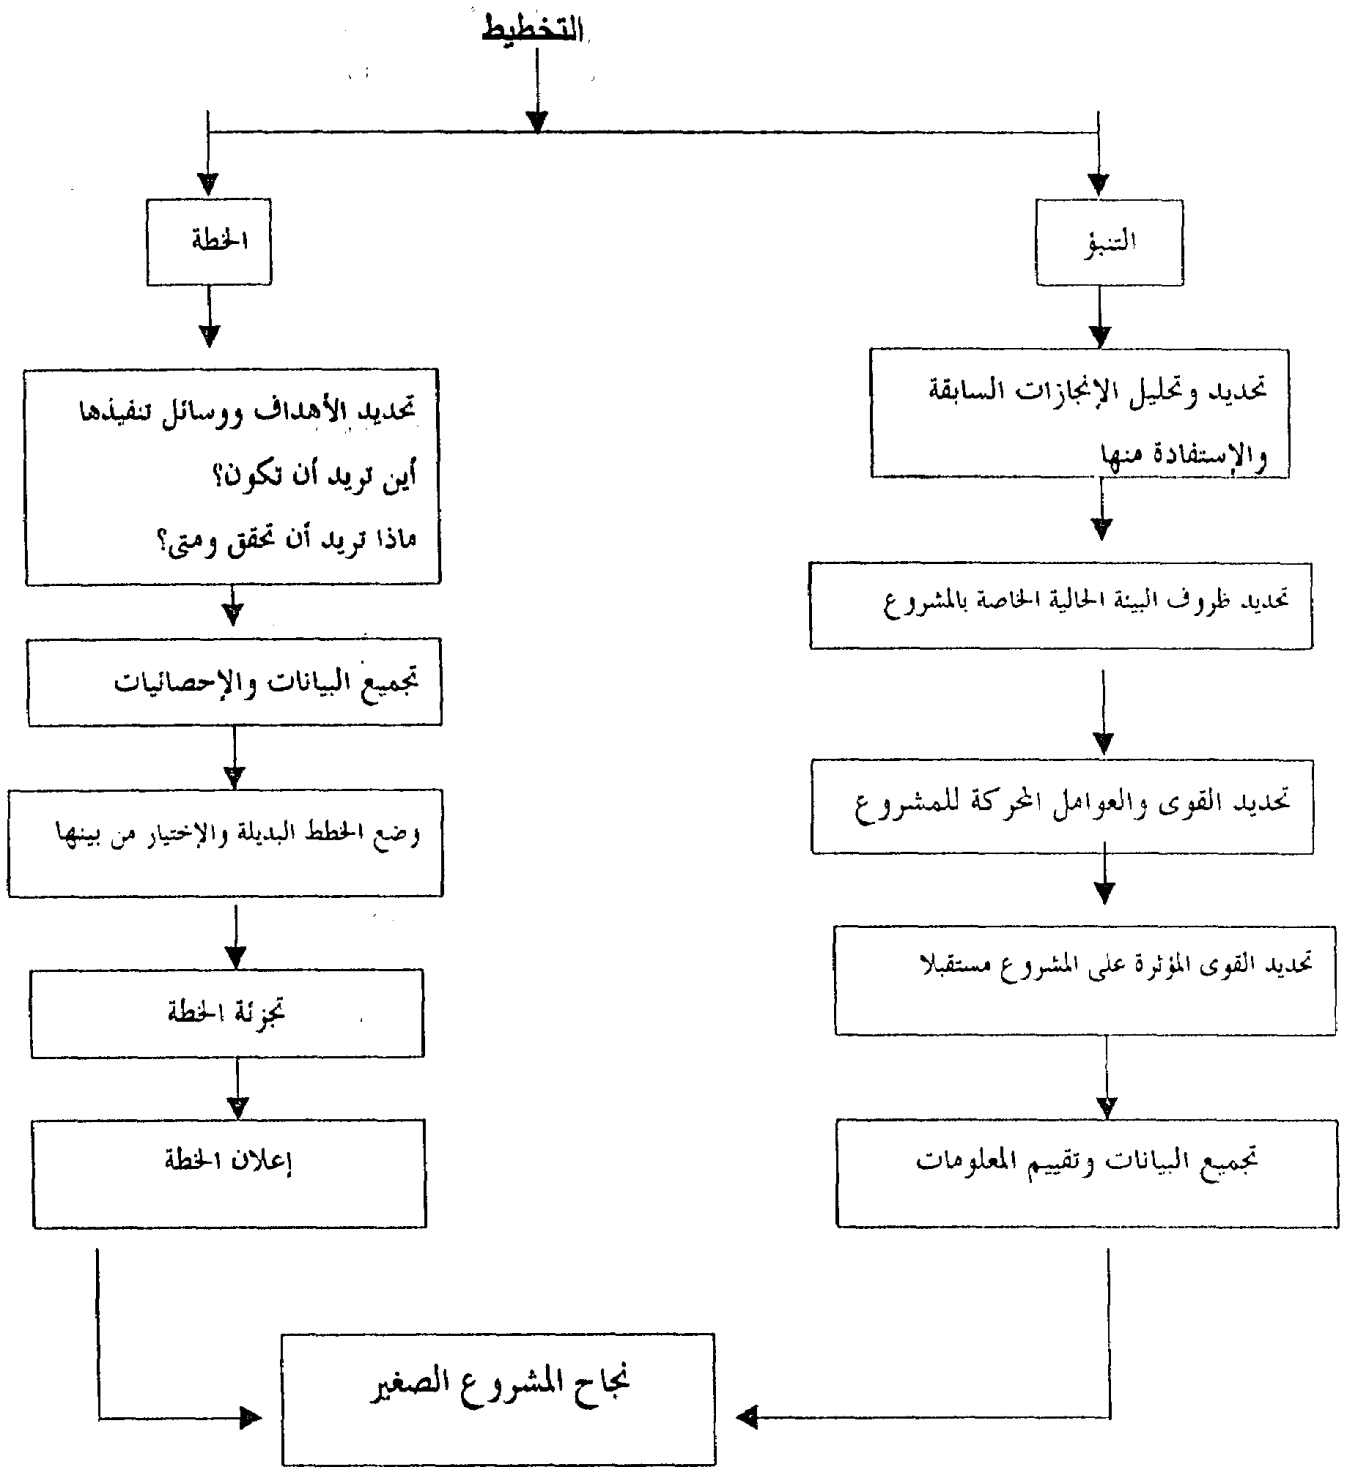 التخطيط
التنبؤ
تحديد وتحليل الإنجازات السابقة
والإستفادة منها
تحديد ظروف البيئة الحالية الخاصة بالمشروع
تحديد القوى والعوامل المحركة للمشروع
تحديد القوى المؤثرة على المشروع مستقبلا
تجميع البيانات وتقييم المعلومات
الخطة
تحديد الأهداف ووسائل تنفيذها
أين تريد أن تكون؟
ماذا تريد أن تحقق ومتى؟
تجميع البيانات والإحصائيات
وضع الخطط البديلة والإختيار من بينها
تجزئة الخطة
إعلان الخطة
نجاح المشروع الصغير